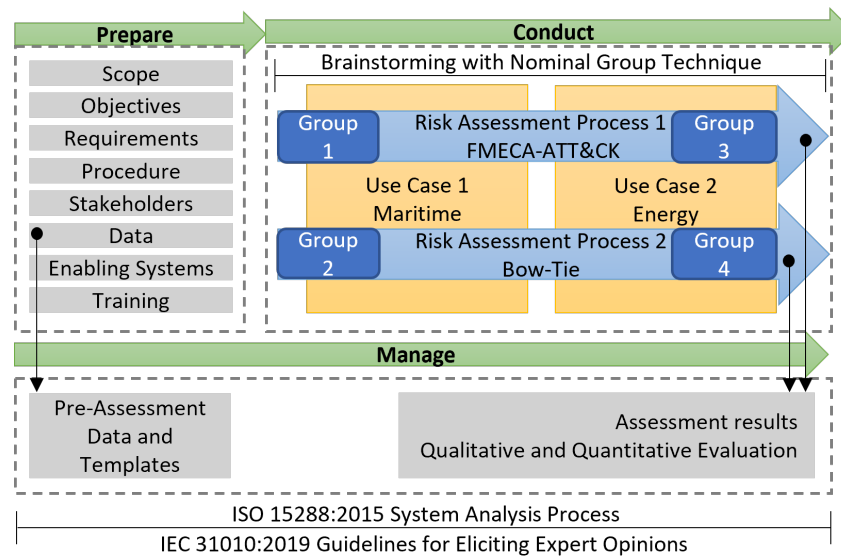 Prepare
Conduct
Scope
Objectives
Requirements
Procedure
Stakeholders
Data
Enabling Systems
Training
Brainstorming with Nominal Group Technique
Group
1
Risk Assessment Process 1
FMECA-ATT&CK
Group
3
Use Case 1
Maritime
Use Case 2
Energy
Group
2
Risk Assessment Process 2
Bow-Tie
Group
4
Manage
Pre-Assessment
Data and
Templates
Assessment results
Qualitative and Quantitative Evaluation
ISO 15288:2015 System Analysis Process
IEC 31010:2019 Guidelines for Eliciting Expert Opinions